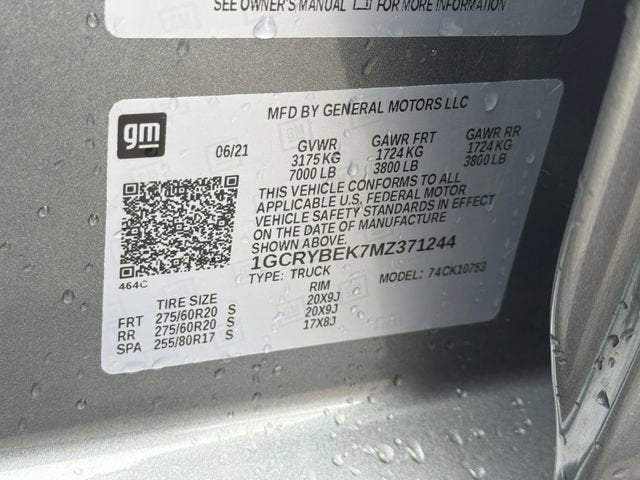 SEE OWNER'S MANUAL FOR MORE INFORMATION
gm
MFD BY GENERAL MOTORS LLC
06/21 GVWR GAWR FRT GAWR RR
3175 KG 1724 KG 1724 KG
7000 LB 3800 LB 3800 LB
THIS VEHICLE CONFORMS TO ALL
APPLICABLE U.S. FEDERAL MOTOR
VEHICLE SAFETY STANDARDS IN EFFECT
ON THE DATE OF MANUFACTURE
SHOWN ABOVE.
1GCRYBEK7MZ371244
464C TYPE: TRUCK MODEL: 74CK10753
TIRE SIZE RIM
FRT 275/60R20 S 20X9J
RR 275/60R20 S 20X9J
SPA 255/80R17 S 17X8J